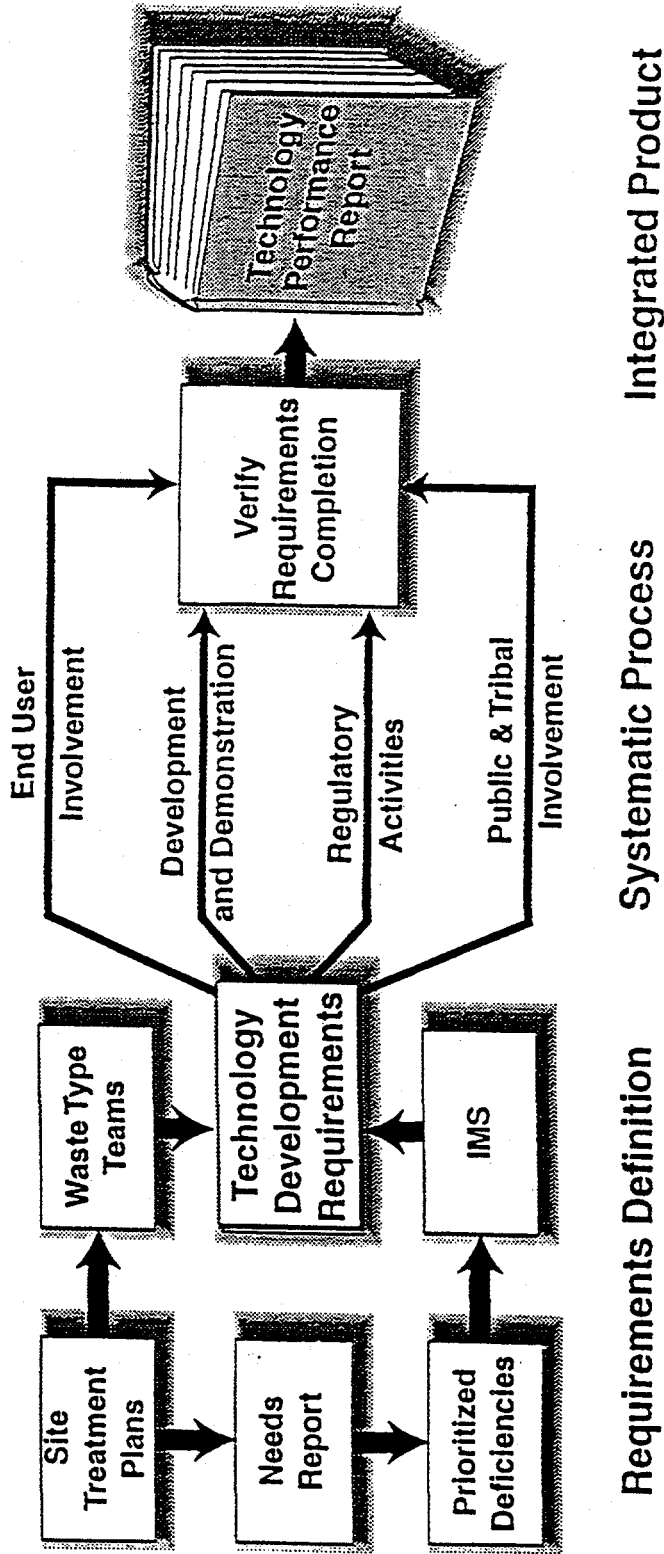 Site
Treatment
Plans
Waste Type
Teams
Needs
Report
Technology
Development
Requirements
Prioritized
Deficiencies
IMS
End User
Involvement
Development
and Demonstration
Regulatory
Activities
Public & Tribal
Involvement
Verify
Requirements
Completion
Technology
Performance
Report
Requirements Definition
Systematic Process
Integrated Product